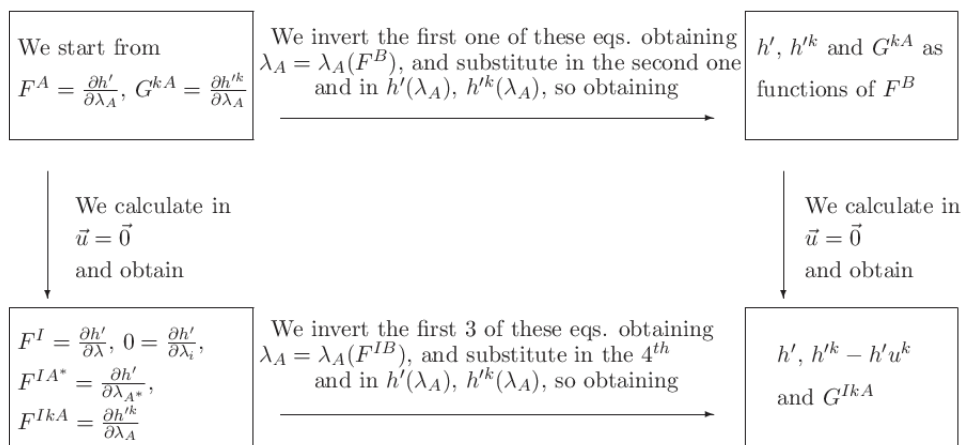 We start from
F^A = ∂h′/∂λ_A, G^{kA} = ∂h′^k/∂λ_A
We invert the first one of these eqs. obtaining
λ_A = λ_A(F^B), and substitute in the second one
and in h′(λ_A), h′^k(λ_A), so obtaining
h′, h′^k and G^{kA} as
functions of F^B
We calculate in
u⃗ = 0⃗
and obtain
We calculate in
u⃗ = 0⃗
and obtain
F^I = ∂h′/∂λ, 0 = ∂h′/∂λ_i,
F^{IA*} = ∂h′/∂λ_{A*},
F^{IkA} = ∂h′^k/∂λ_A
We invert the first 3 of these eqs. obtaining
λ_A = λ_A(F^{IB}), and substitute in the 4^{th}
and in h′(λ_A), h′^k(λ_A), so obtaining
h′, h′^k − h′u^k
and G^{IkA}